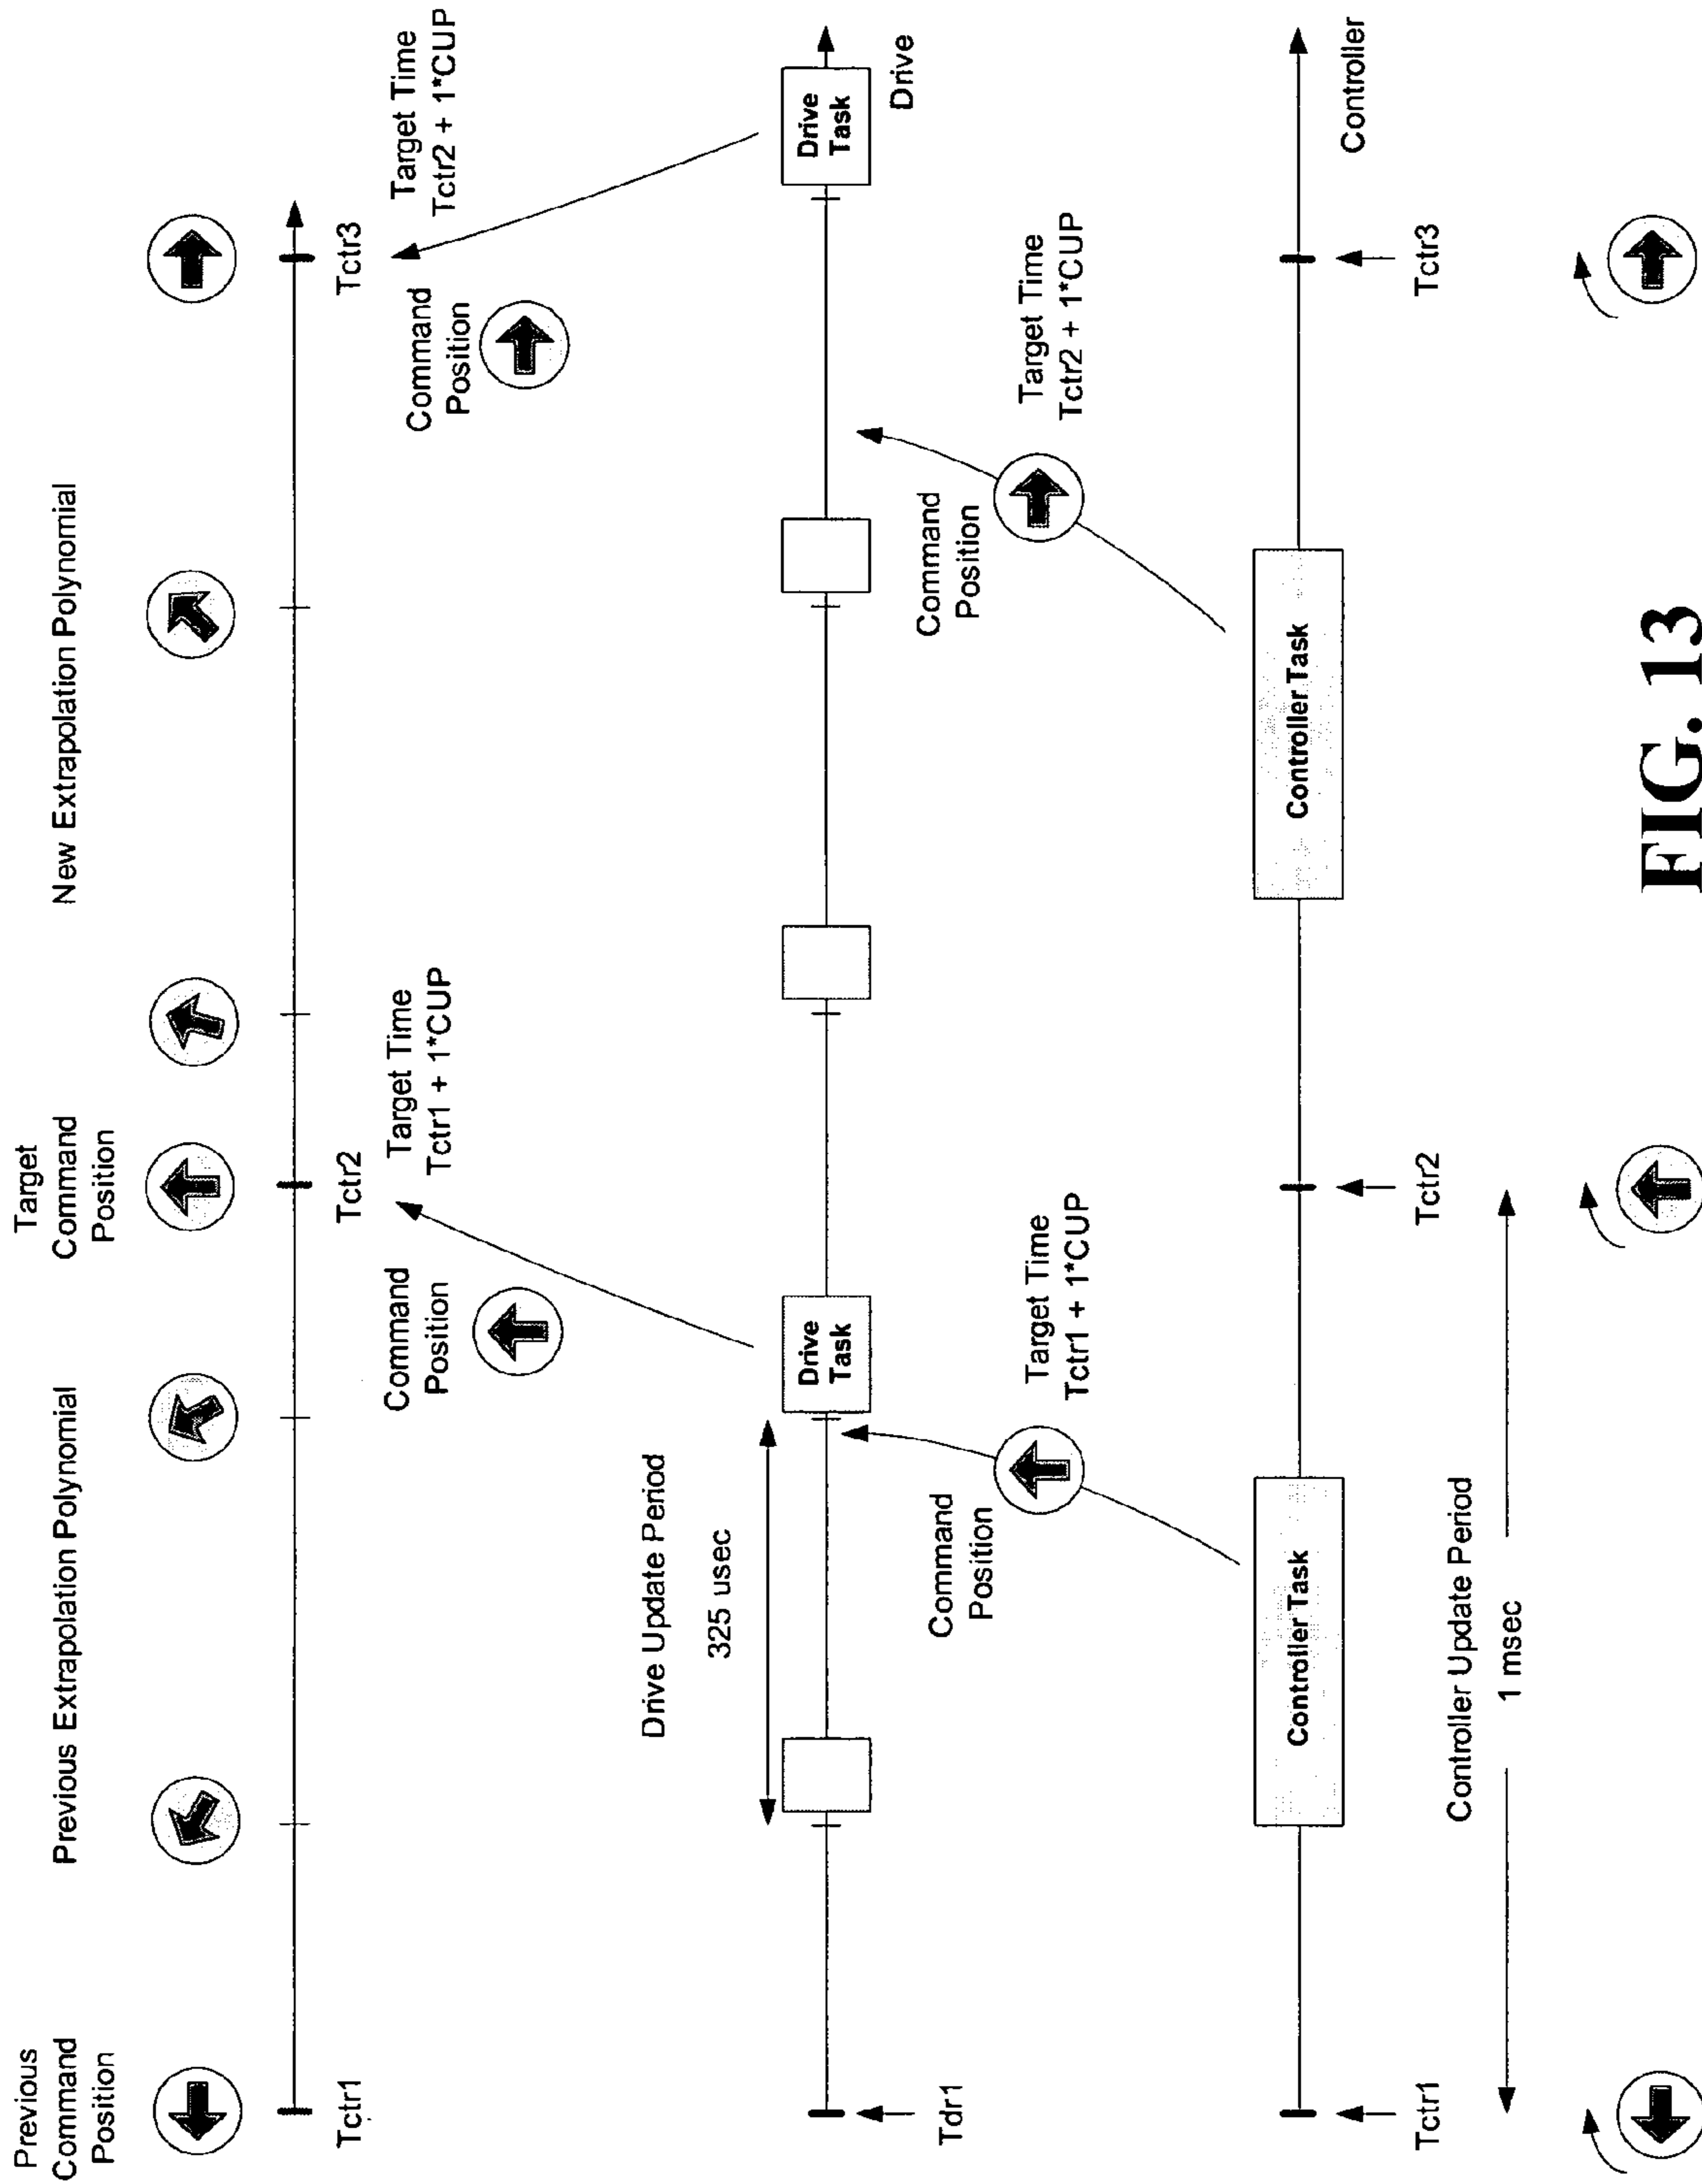 Previous
Command
Position
Previous Extrapolation Polynomial
Target
Command
Position
New Extrapolation Polynomial
Tctr1
Tctr2
Tctr3
Command
Position
Target Time
Tctr1 + 1*CUP
Command
Position
Target Time
Tctr2 + 1*CUP
Drive Update Period
325 usec
Drive
Task
Drive
Task
Drive
Tdr1
Command
Position
Target Time
Tctr1 + 1*CUP
Command
Position
Target Time
Tctr2 + 1*CUP
Controller Task
Controller Task
Controller
Tctr1
Tctr2
Tctr3
Controller Update Period
1 msec
FIG. 13